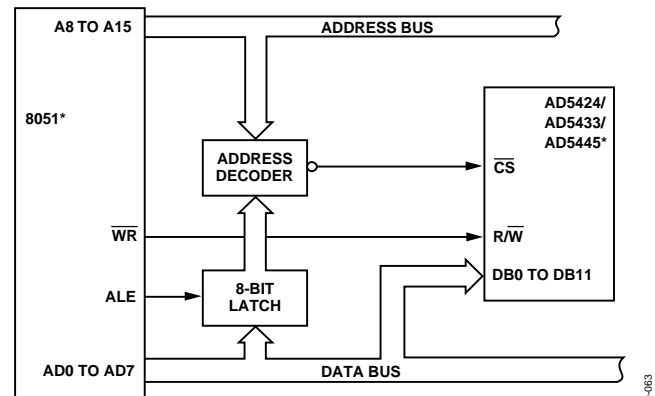 A8 TO A15
ADDRESS BUS
8051*
AD5424/
AD5433/
AD5445*
ADDRESS
DECODER
CS
WR
R/W
8-BIT
LATCH
DB0 TO DB11
ALE
AD0 TO AD7
DATA BUS
-063